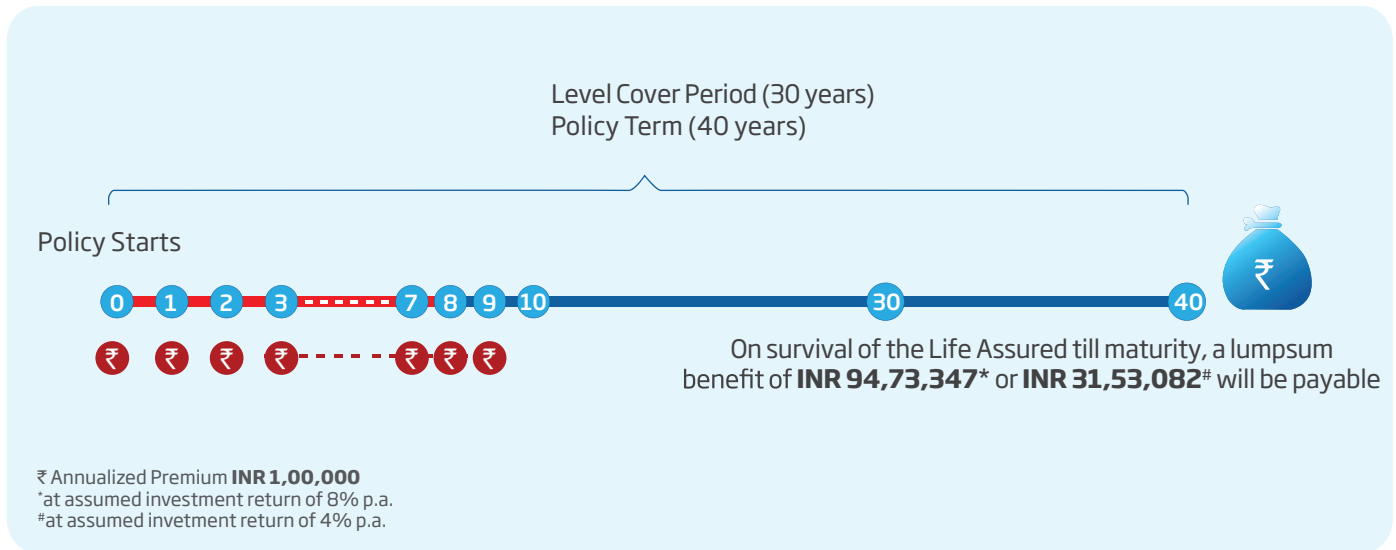 Level Cover Period (30 years)
Policy Term (40 years)
Policy Starts
₹
0 1 2 3 7 8 9 10 30 40
₹ ₹ ₹ ₹ ₹ ₹ ₹
On survival of the Life Assured till maturity, a lumpsum
benefit of INR 94,73,347* or INR 31,53,082# will be payable
₹ Annualized Premium INR 1,00,000
*at assumed investment return of 8% p.a.
#at assumed invetment return of 4% p.a.